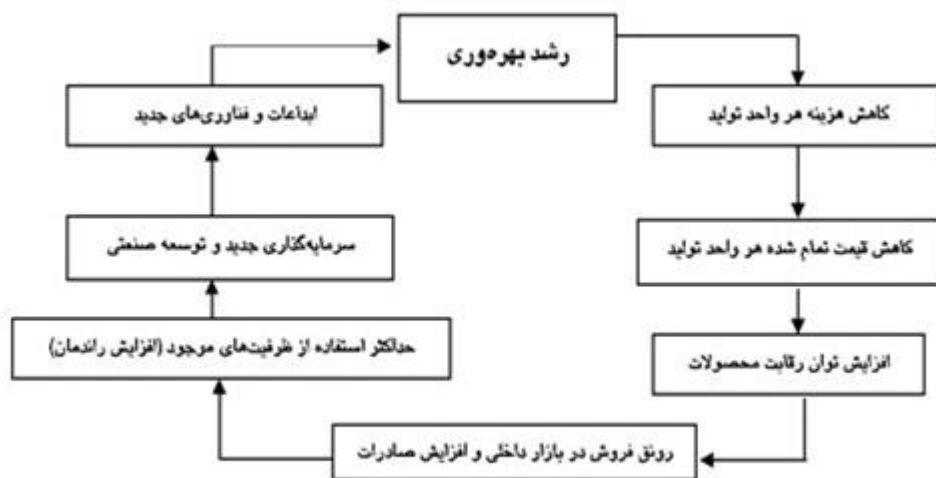 رشد بهره‌وری
کاهش هزینه هر واحد تولید
کاهش قیمت تمام شده هر واحد تولید
افزایش توان رقابت محصولات
رونق فروش در بازار داخلی و افزایش صادرات
حداکثر استفاده از ظرفیت‌های موجود (افزایش راندمان)
سرمایه‌گذاری جدید و توسعه صنعتی
ابداعات و فناوری‌های جدید